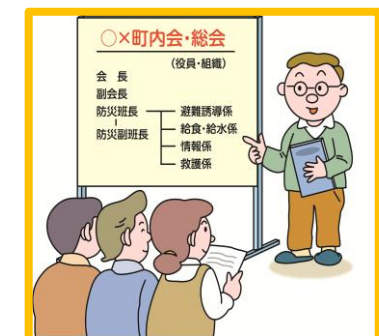 ○×町内会・総会
（役員・組織）
会　長
副会長
防災班長
防災副班長
避難誘導係
給食・給水係
情報係
救護係